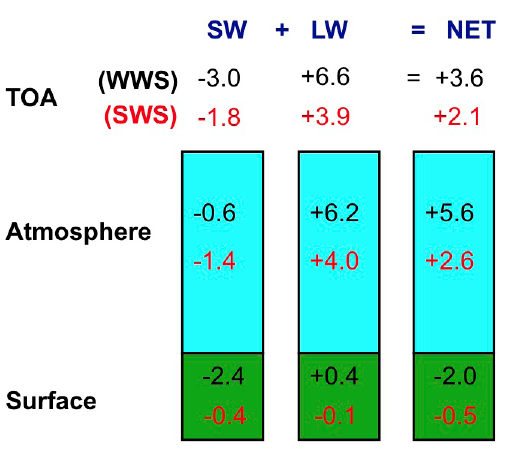 SW + LW = NET
TOA (WWS) -3.0 +6.6 = +3.6
(SWS) -1.8 +3.9 +2.1
Atmosphere -0.6 +6.2 +5.6
-1.4 +4.0 +2.6
Surface -2.4 +0.4 -2.0
-0.4 -0.1 -0.5